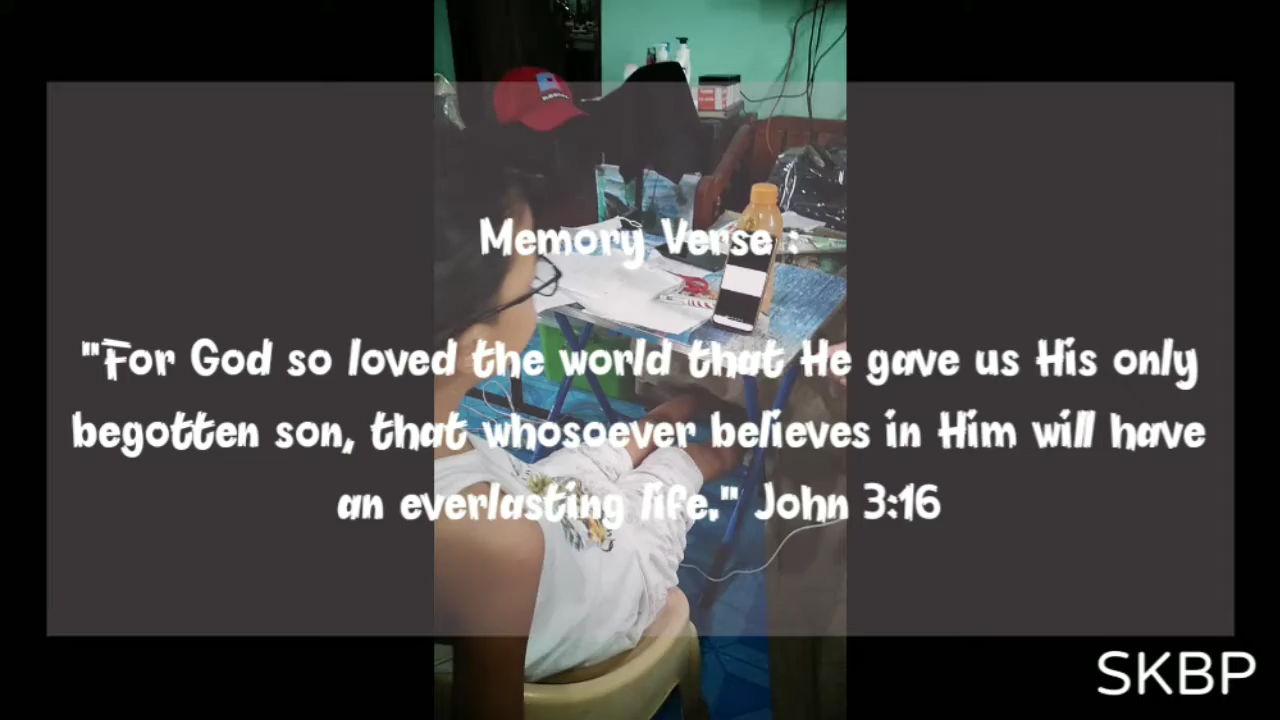 Memory Verse :
"For God so loved the world that He gave us His only
begotten son, that whosoever believes in Him will have
an everlasting life." John 3:16
SKBP